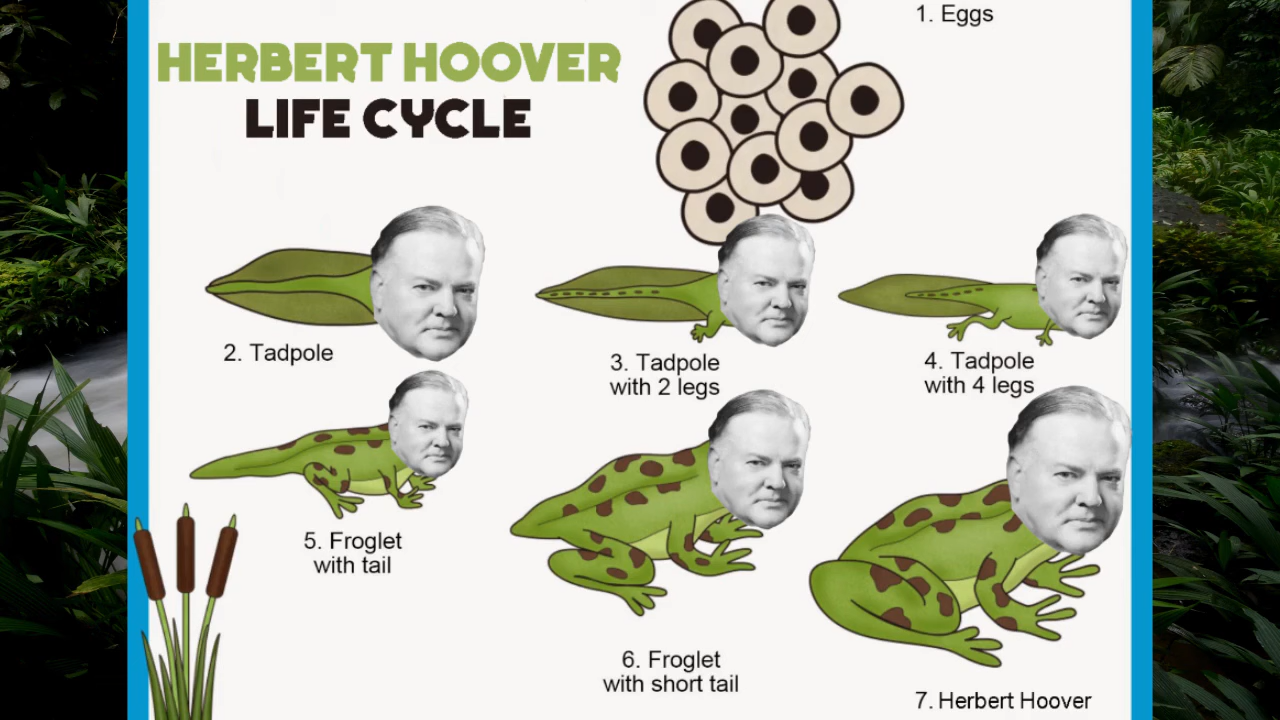 1. Eggs
HERBERT HOOVER
LIFE CYCLE
2. Tadpole
3. Tadpole
with 2 legs
4. Tadpole
with 4 legs
5. Froglet
with tail
6. Froglet
with short tail
7. Herbert Hoover